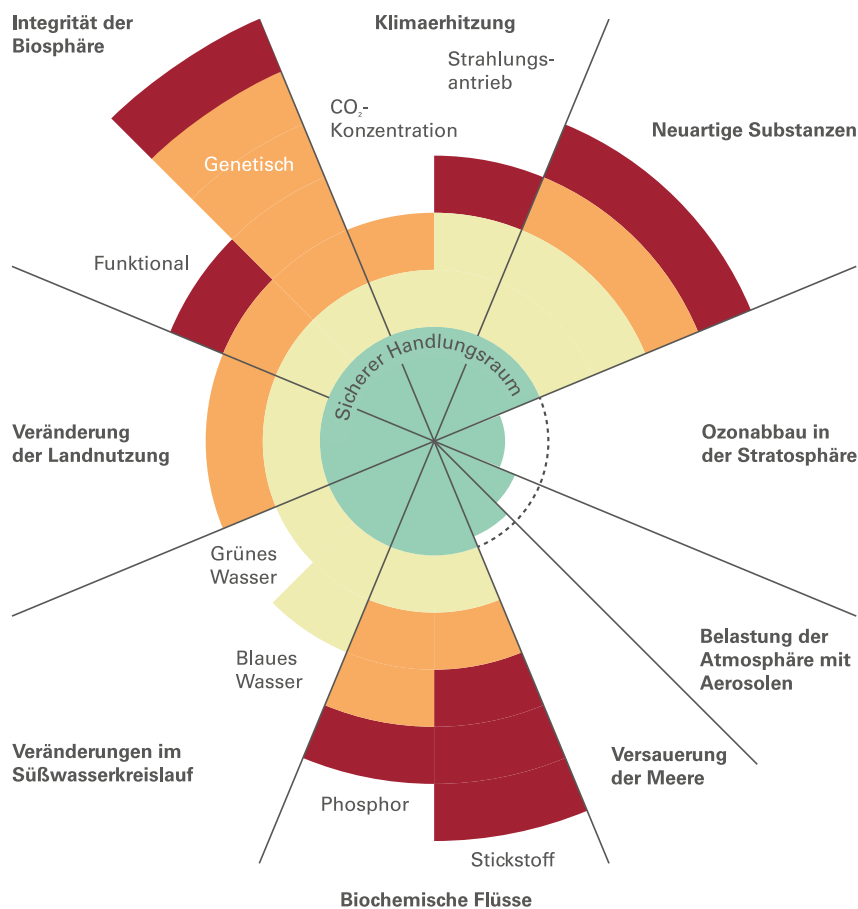 Integrität der
Biosphäre
Klimaerhitzung
Strahlungs-
antrieb
CO₂-
Konzentration
Neuartige Substanzen
Genetisch
Funktional
Sicherer Handlungsraum
Veränderung
der Landnutzung
Ozonabbau in
der Stratosphäre
Grünes
Wasser
Blaues
Wasser
Belastung der
Atmosphäre mit
Aerosolen
Veränderungen im
Süßwasserkreislauf
Versauerung
der Meere
Phosphor
Stickstoff
Biochemische Flüsse